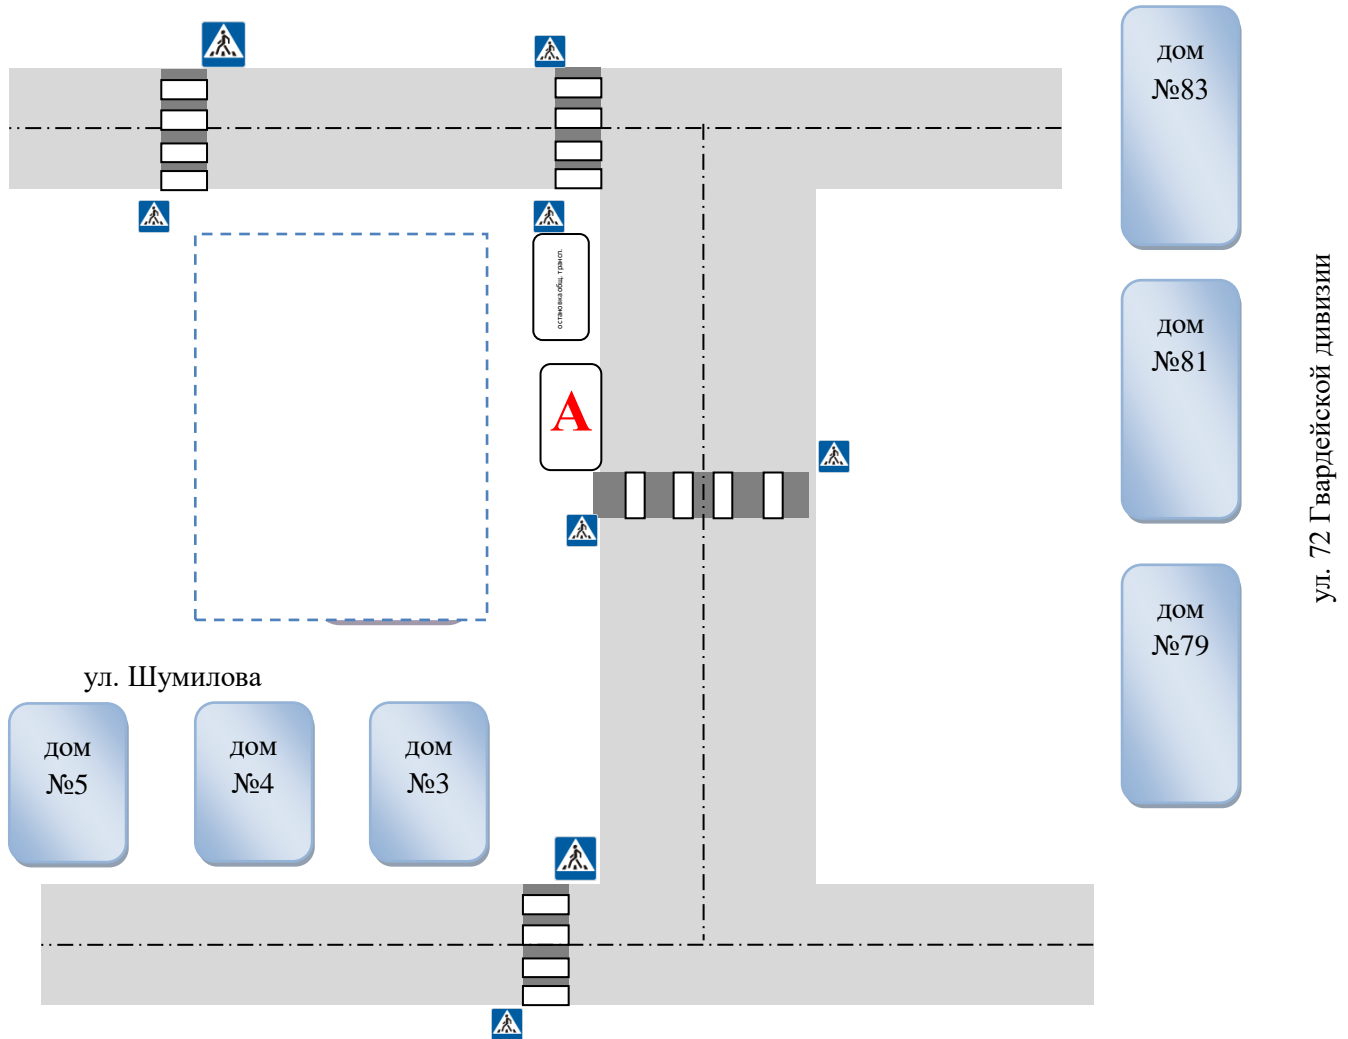 дом
№83
остановка общ. трансп.
дом
№81
А
ул. 72 Гвардейской дивизии
дом
№79
ул. Шумилова
дом
№5
дом
№4
дом
№3